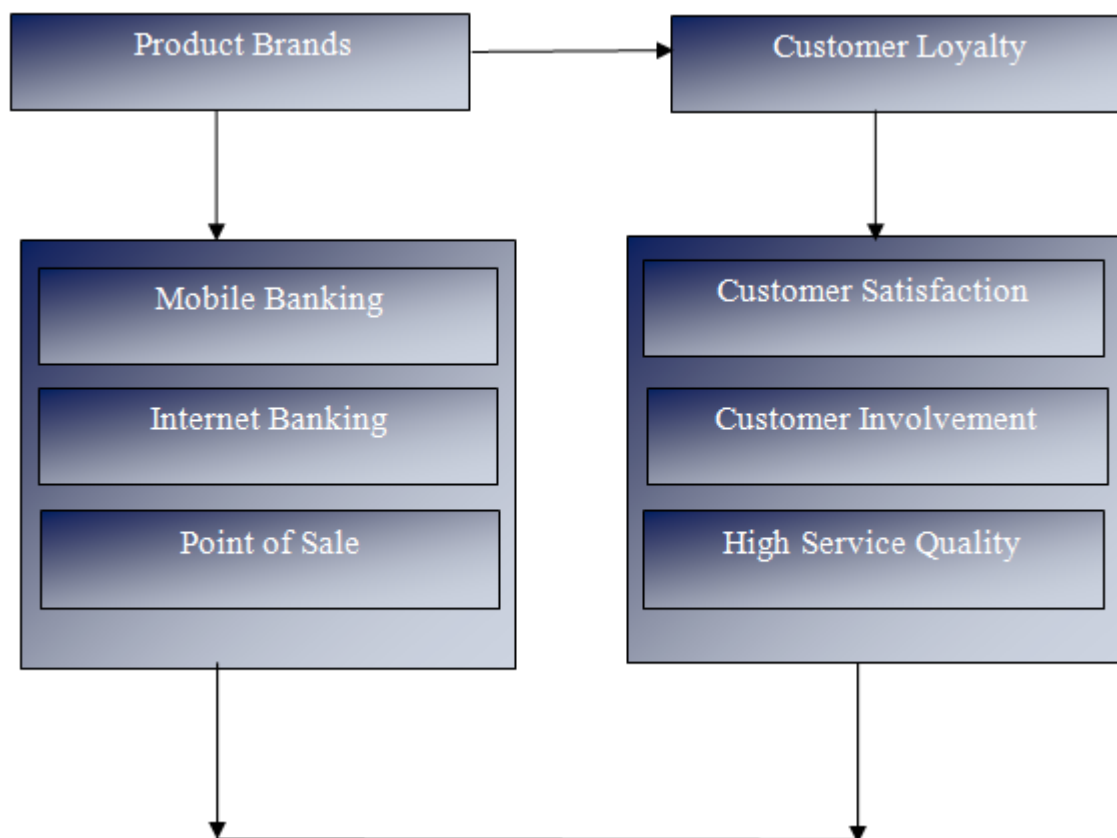 Product Brands
Customer Loyalty
Mobile Banking
Internet Banking
Point of Sale
Customer Satisfaction
Customer Involvement
High Service Quality